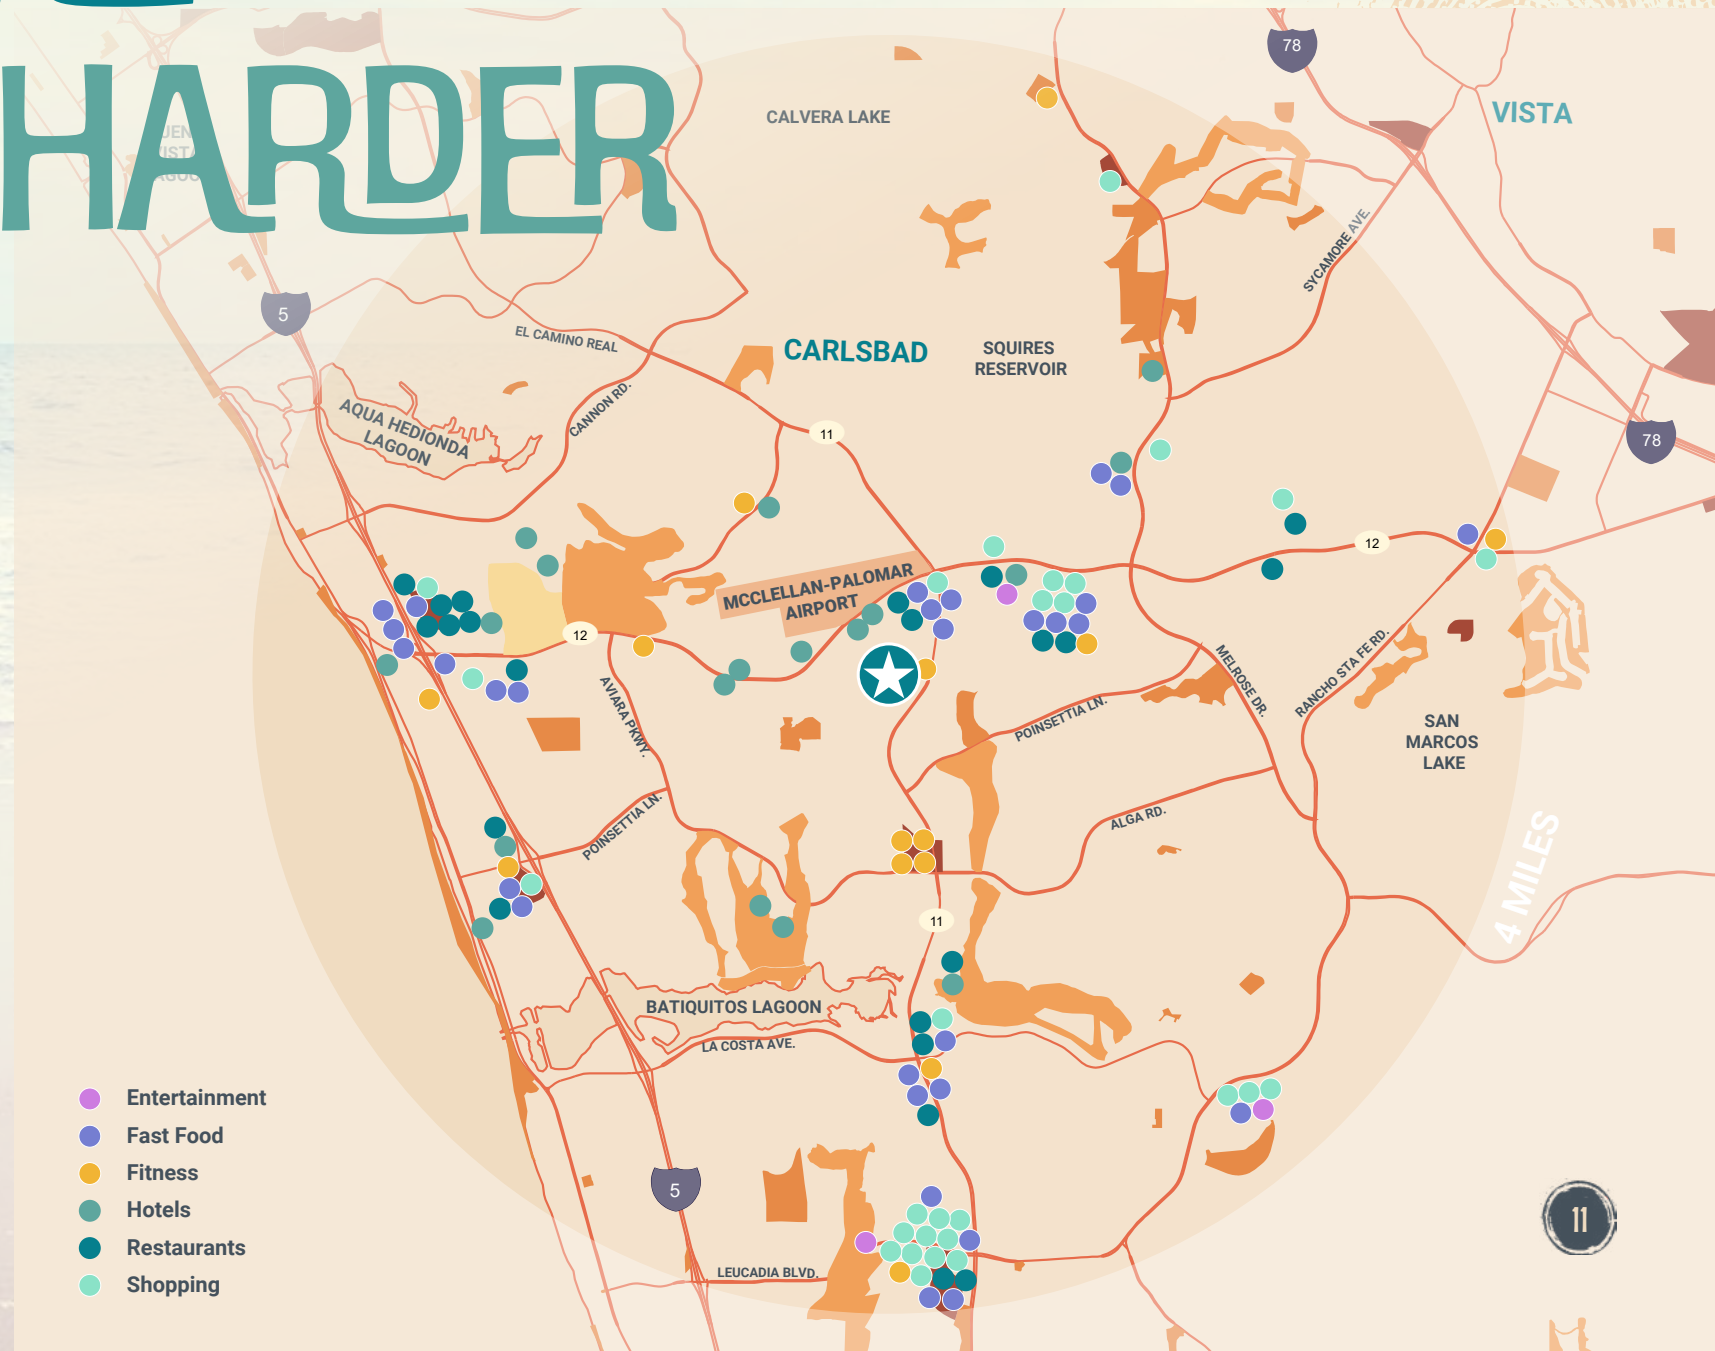 HARDER
78
VISTA
CALVERA LAKE
SYCAMORE AVE.
5
EL CAMINO REAL
CARLSBAD
SQUIRES
RESERVOIR
CANNON RD.
AQUA HEDIONDA
LAGOON
11
78
12
MCCLELLAN-PALOMAR
AIRPORT
12
MELROSE DR.
RANCHO STA FE RD.
AVIARA PKWY.
POINSETTIA LN.
SAN
MARCOS
LAKE
POINSETTIA LN.
ALGA RD.
4 MILES
11
BATIQUITOS LAGOON
LA COSTA AVE.
Entertainment
Fast Food
Fitness
Hotels
Restaurants
Shopping
5
LEUCADIA BLVD.
11